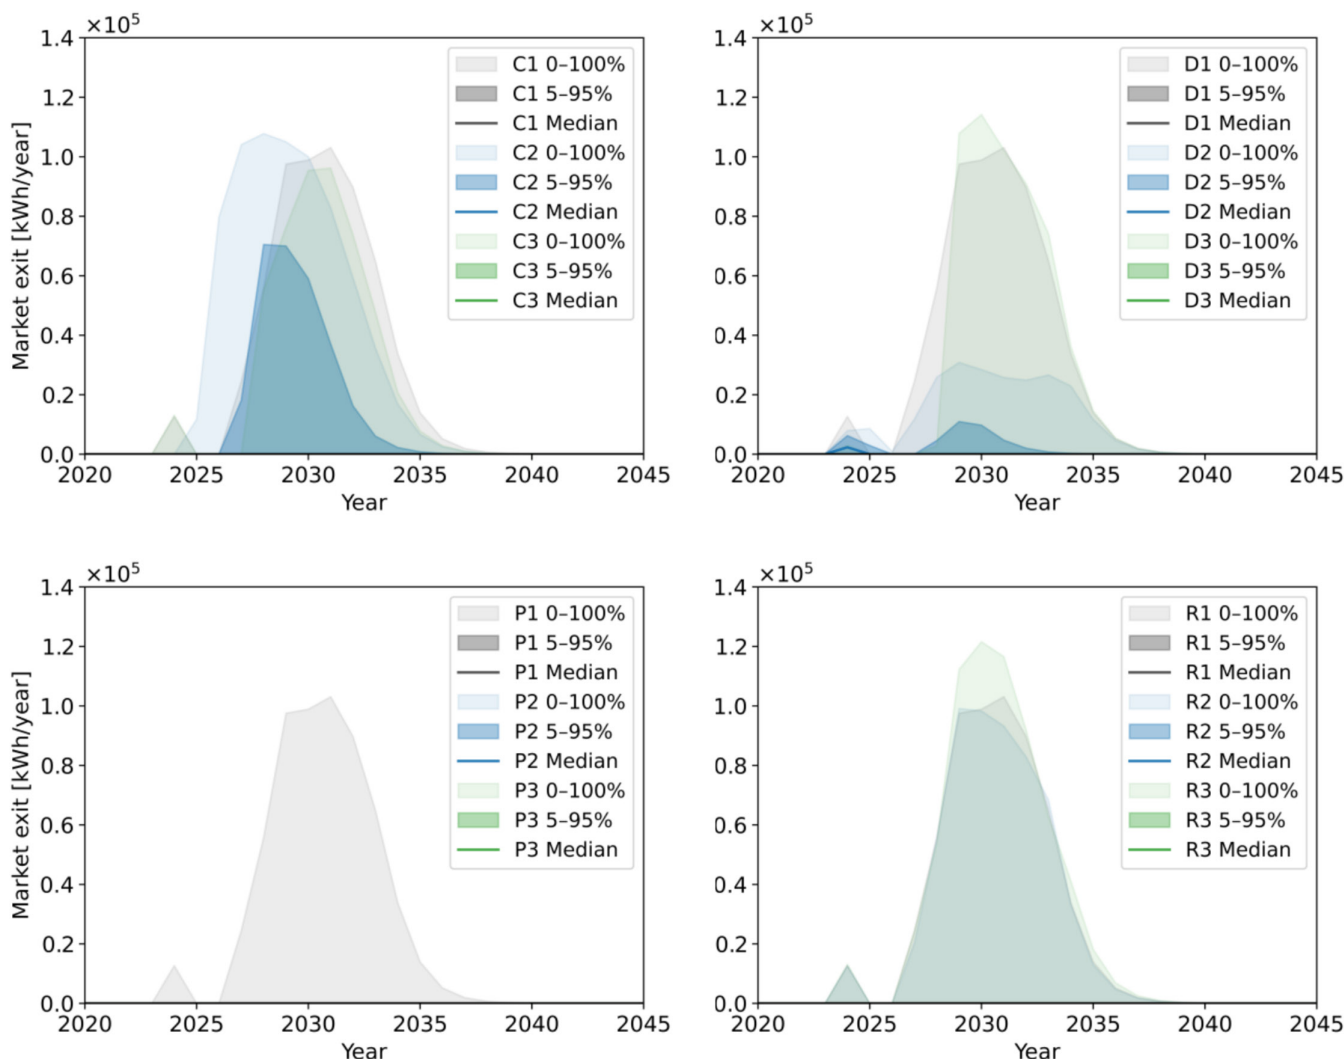 ×10⁵
1.4
1.2
1.0
0.8
0.6
0.4
0.2
0.0
Market exit [kWh/year]
2020 2025 2030 2035 2040 2045
Year
C1 0–100%
C1 5–95%
C1 Median
C2 0–100%
C2 5–95%
C2 Median
C3 0–100%
C3 5–95%
C3 Median
×10⁵
1.4
1.2
1.0
0.8
0.6
0.4
0.2
0.0
2020 2025 2030 2035 2040 2045
Year
D1 0–100%
D1 5–95%
D1 Median
D2 0–100%
D2 5–95%
D2 Median
D3 0–100%
D3 5–95%
D3 Median
×10⁵
1.4
1.2
1.0
0.8
0.6
0.4
0.2
0.0
Market exit [kWh/year]
2020 2025 2030 2035 2040 2045
Year
P1 0–100%
P1 5–95%
P1 Median
P2 0–100%
P2 5–95%
P2 Median
P3 0–100%
P3 5–95%
P3 Median
×10⁵
1.4
1.2
1.0
0.8
0.6
0.4
0.2
0.0
2020 2025 2030 2035 2040 2045
Year
R1 0–100%
R1 5–95%
R1 Median
R2 0–100%
R2 5–95%
R2 Median
R3 0–100%
R3 5–95%
R3 Median